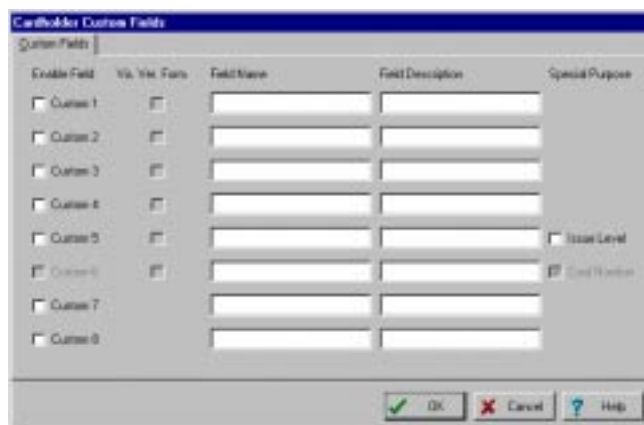 Cardholder Custom Fields
Custom Fields
Enable Field Vis. Ver. Form Field Name Field Description Special Purpose
Custom 1
Custom 2
Custom 3
Custom 4
Custom 5 Issue Level
Custom 6 Card Number
Custom 7
Custom 8
OK Cancel Help